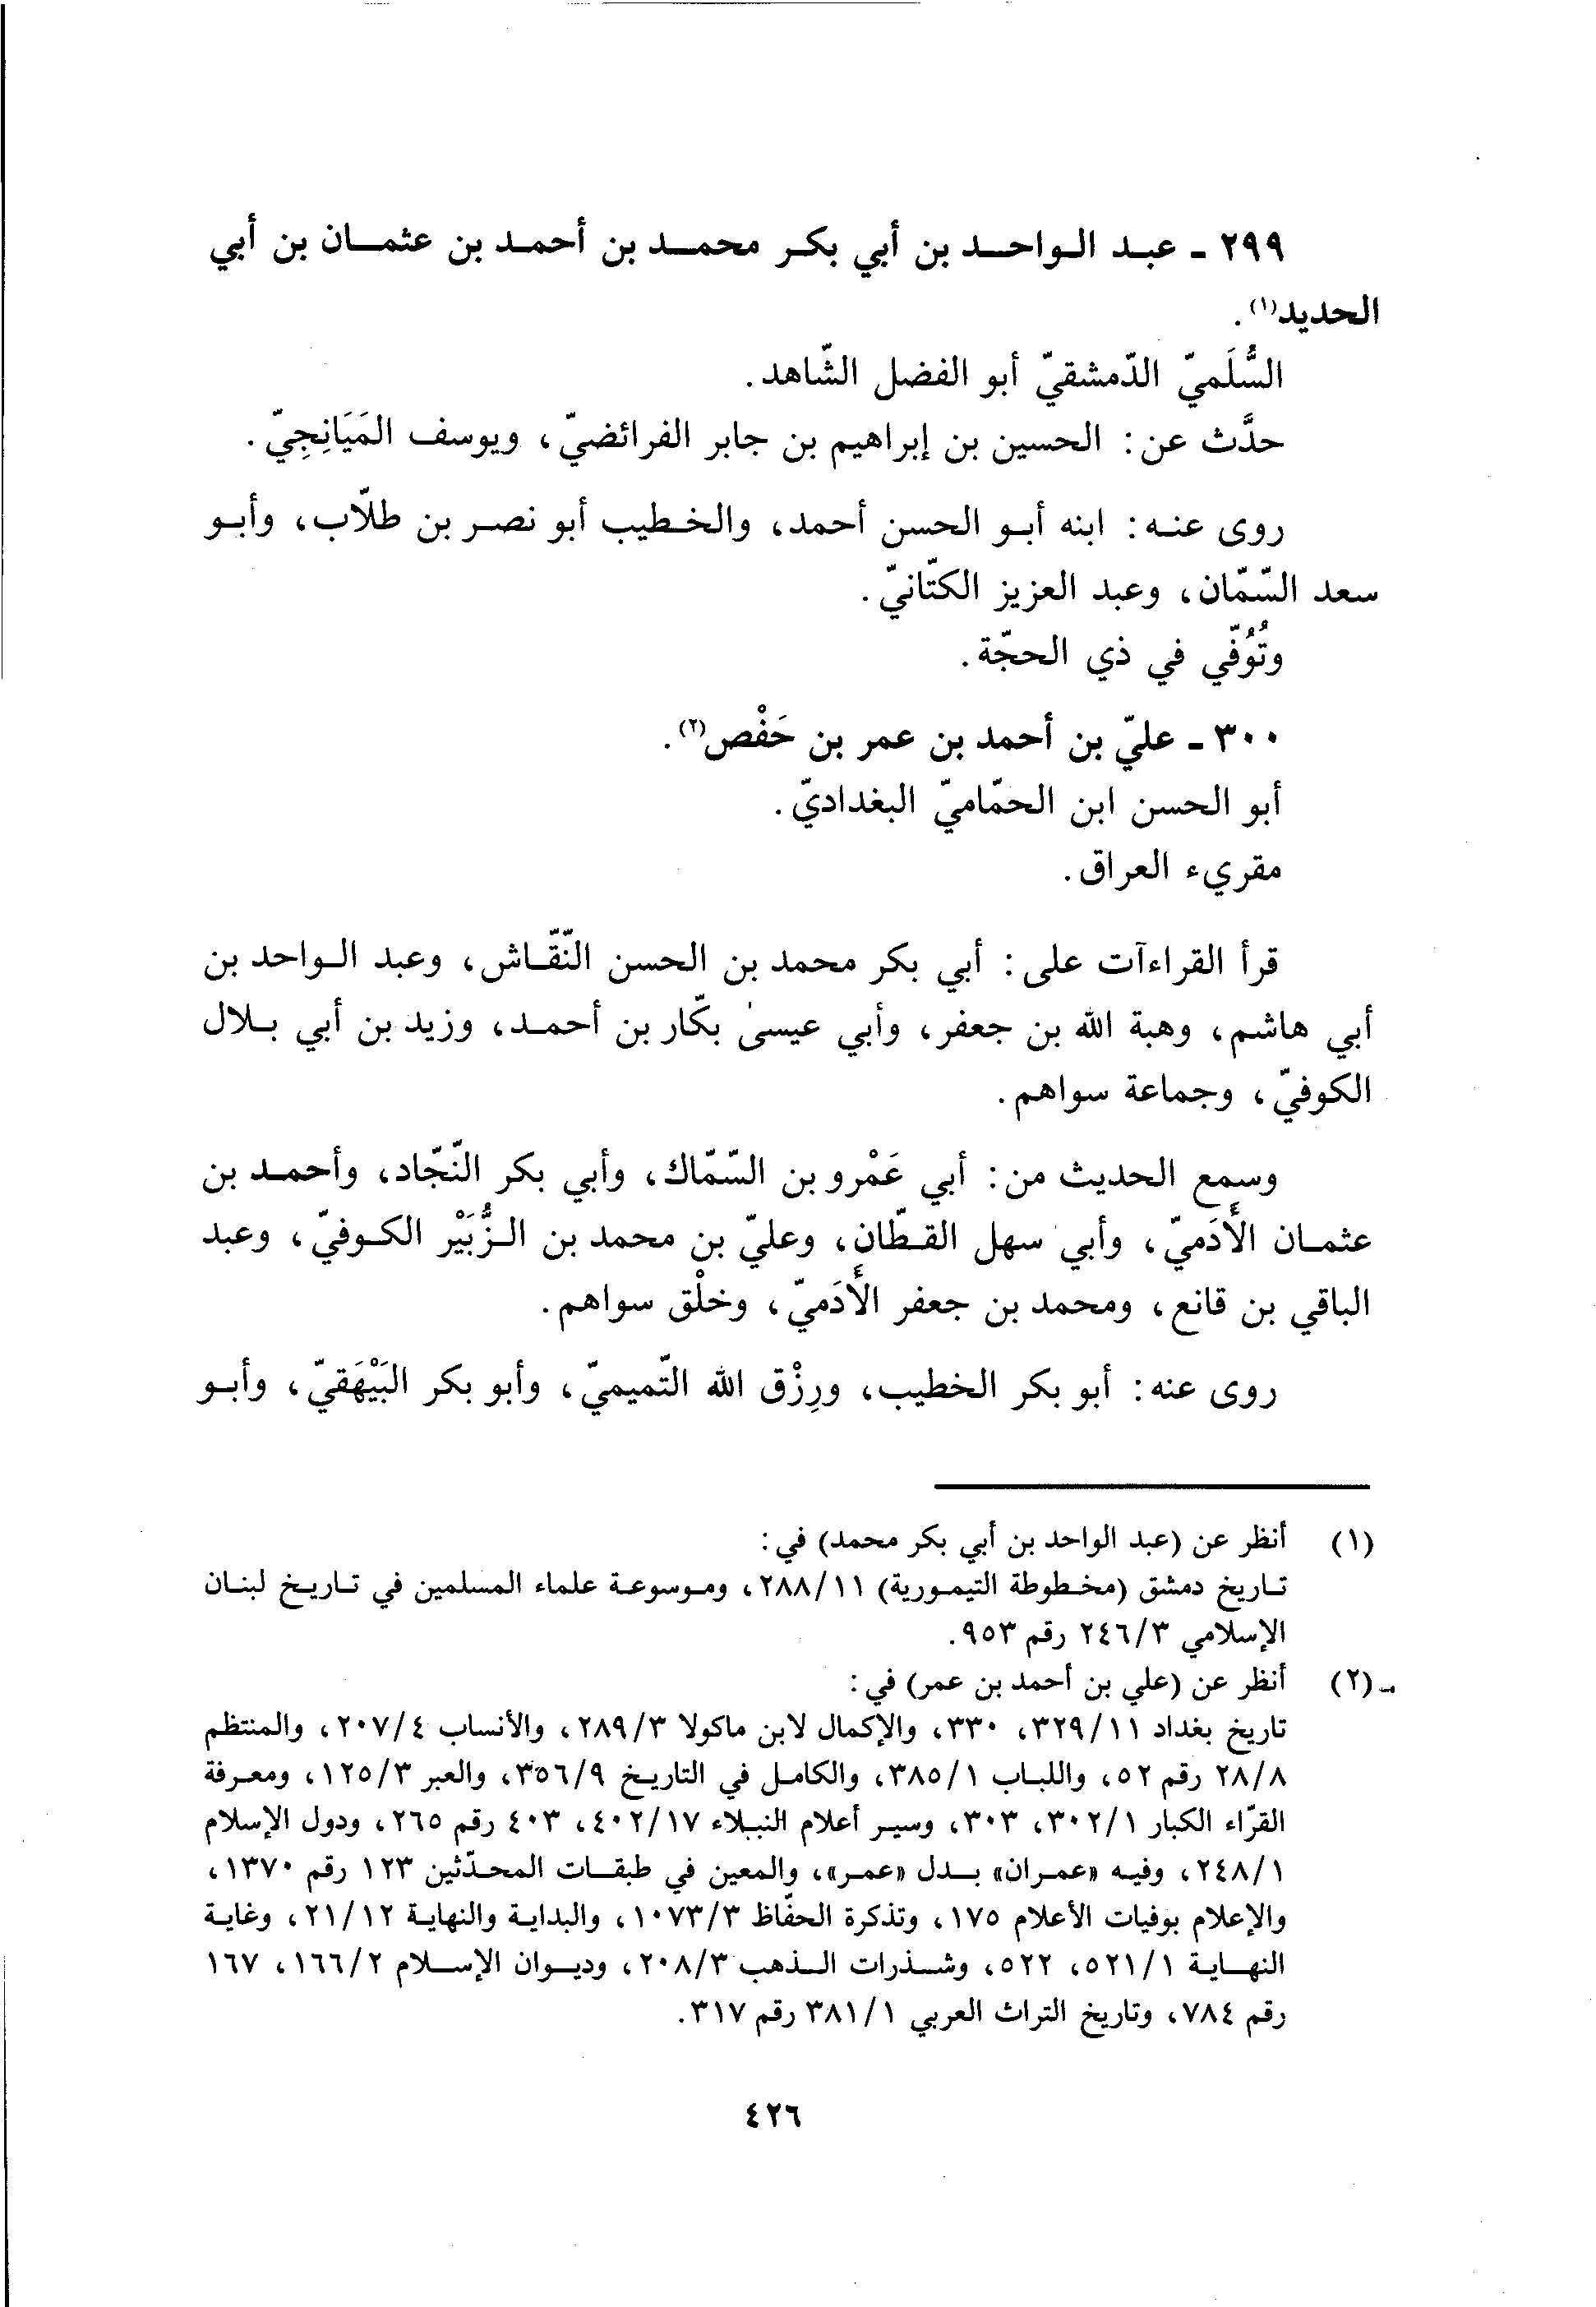 ٢٩٩ ـ عبد الواحد بن أبي بكر محمد بن أحمد بن عثمان بن أبي
الحديد(١).
السُّلَميّ الدّمشقيّ أبو الفضل الشّاهد.
حدَّث عن: الحسين بن إبراهيم بن جابر الفرائضيّ، ويوسف المَيَانِجِيّ.
روى عنه: ابنه أبو الحسن أحمد، والخطيب أبو نصر بن طلّاب، وأبو
سعد السّمّان، وعبد العزيز الكتّانيّ.
وتُوُفّي في ذي الحجّة.
٣٠٠ ـ عليّ بن أحمد بن عمر بن حَفْص(٢).
أبو الحسن ابن الحمّاميّ البغداديّ.
مقريء العراق.
قرأ القراءآت على: أبي بكر محمد بن الحسن النّقّاش، وعبد الواحد بن
أبي هاشم، وهبة الله بن جعفر، وأبي عيسىٰ بكّار بن أحمد، وزيد بن أبي بلال
الكوفيّ، وجماعة سواهم.
وسمع الحديث من: أبي عَمْرو بن السّمّاك، وأبي بكر النّجّاد، وأحمد بن
عثمان الأَدَميّ، وأبي سهل القطّان، وعليّ بن محمد بن الزُّبَيْر الكوفيّ، وعبد
الباقي بن قانع، ومحمد بن جعفر الأَدَميّ، وخلْق سواهم.
روى عنه: أبو بكر الخطيب، ورِزْق الله التّميميّ، وأبو بكر البَيْهَقيّ، وأبو
(١) أنظر عن (عبد الواحد بن أبي بكر محمد) في:
تاريخ دمشق (مخطوطة التيمورية) ٢٨٨/١١، وموسوعة علماء المسلمين في تاريخ لبنان
الإسلامي ٢٤٦/٣ رقم ٩٥٣.
(٢) أنظر عن (علي بن أحمد بن عمر) في:
تاريخ بغداد ٣٢٩/١١، ٣٣٠، والإكمال لابن ماكولا ٢٨٩/٣، والأنساب ٢٠٧/٤، والمنتظم
٢٨/٨ رقم ٥٢، واللباب ٣٨٥/١، والكامل في التاريخ ٣٥٦/٩، والعبر ١٢٥/٣، ومعرفة
القرّاء الكبار ٣٠٢/١، ٣٠٣، وسير أعلام النبلاء ٤٠٢/١٧، ٤٠٣ رقم ٢٦٥، ودول الإسلام
٢٤٨/١، وفيه «عمران» بدل «عمر»، والمعين في طبقات المحدّثين ١٢٣ رقم ١٣٧٠،
والإعلام بوفيات الأعلام ١٧٥، وتذكرة الحفّاظ ١٠٧٣/٣، والبداية والنهاية ٢١/١٢، وغاية
النهاية ٥٢١/١، ٥٢٢، وشذرات الذهب ٢٠٨/٣، وديوان الإسلام ١٦٦/٢، ١٦٧
رقم ٧٨٤، وتاريخ التراث العربي ٣٨١/١ رقم ٣١٧.
٤٢٦